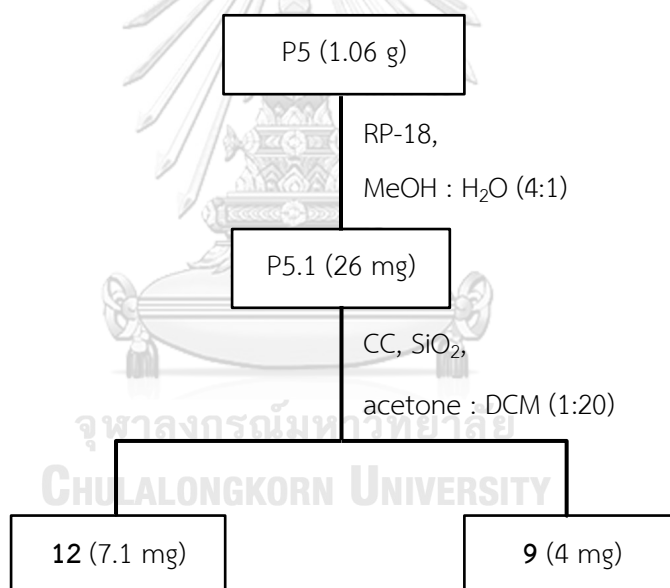 P5 (1.06 g)
RP-18,
MeOH : H₂O (4:1)
P5.1 (26 mg)
CC, SiO₂,
acetone : DCM (1:20)
จุฬาลงกรณ์มหาวิทยาลัย
CHULALONGKORN UNIVERSITY
12 (7.1 mg)
9 (4 mg)